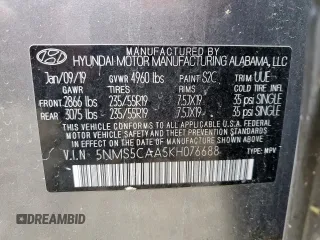 MANUFACTURED BY
HYUNDAI MOTOR MANUFACTURING ALABAMA, LLC
Jan/09/19 GVWR 4960 lbs PAINT S2C TRIM UUE
GAWR TIRES RIMS COLD TIRE PRESSURE
FRONT 2866 lbs 235/55R19 7.5JX19 35 psi SINGLE
REAR 3075 lbs 235/55R19 7.5JX19 35 psi SINGLE
THIS VEHICLE CONFORMS TO ALL APPLICABLE U.S. FEDERAL
MOTOR VEHICLE SAFETY AND THEFT PREVENTION STANDARDS
IN EFFECT ON THE DATE OF MANUFACTURE SHOWN ABOVE.
V.I.N. 5NMS5CAA5KH076688 TYPE: MPV
DREAMBID